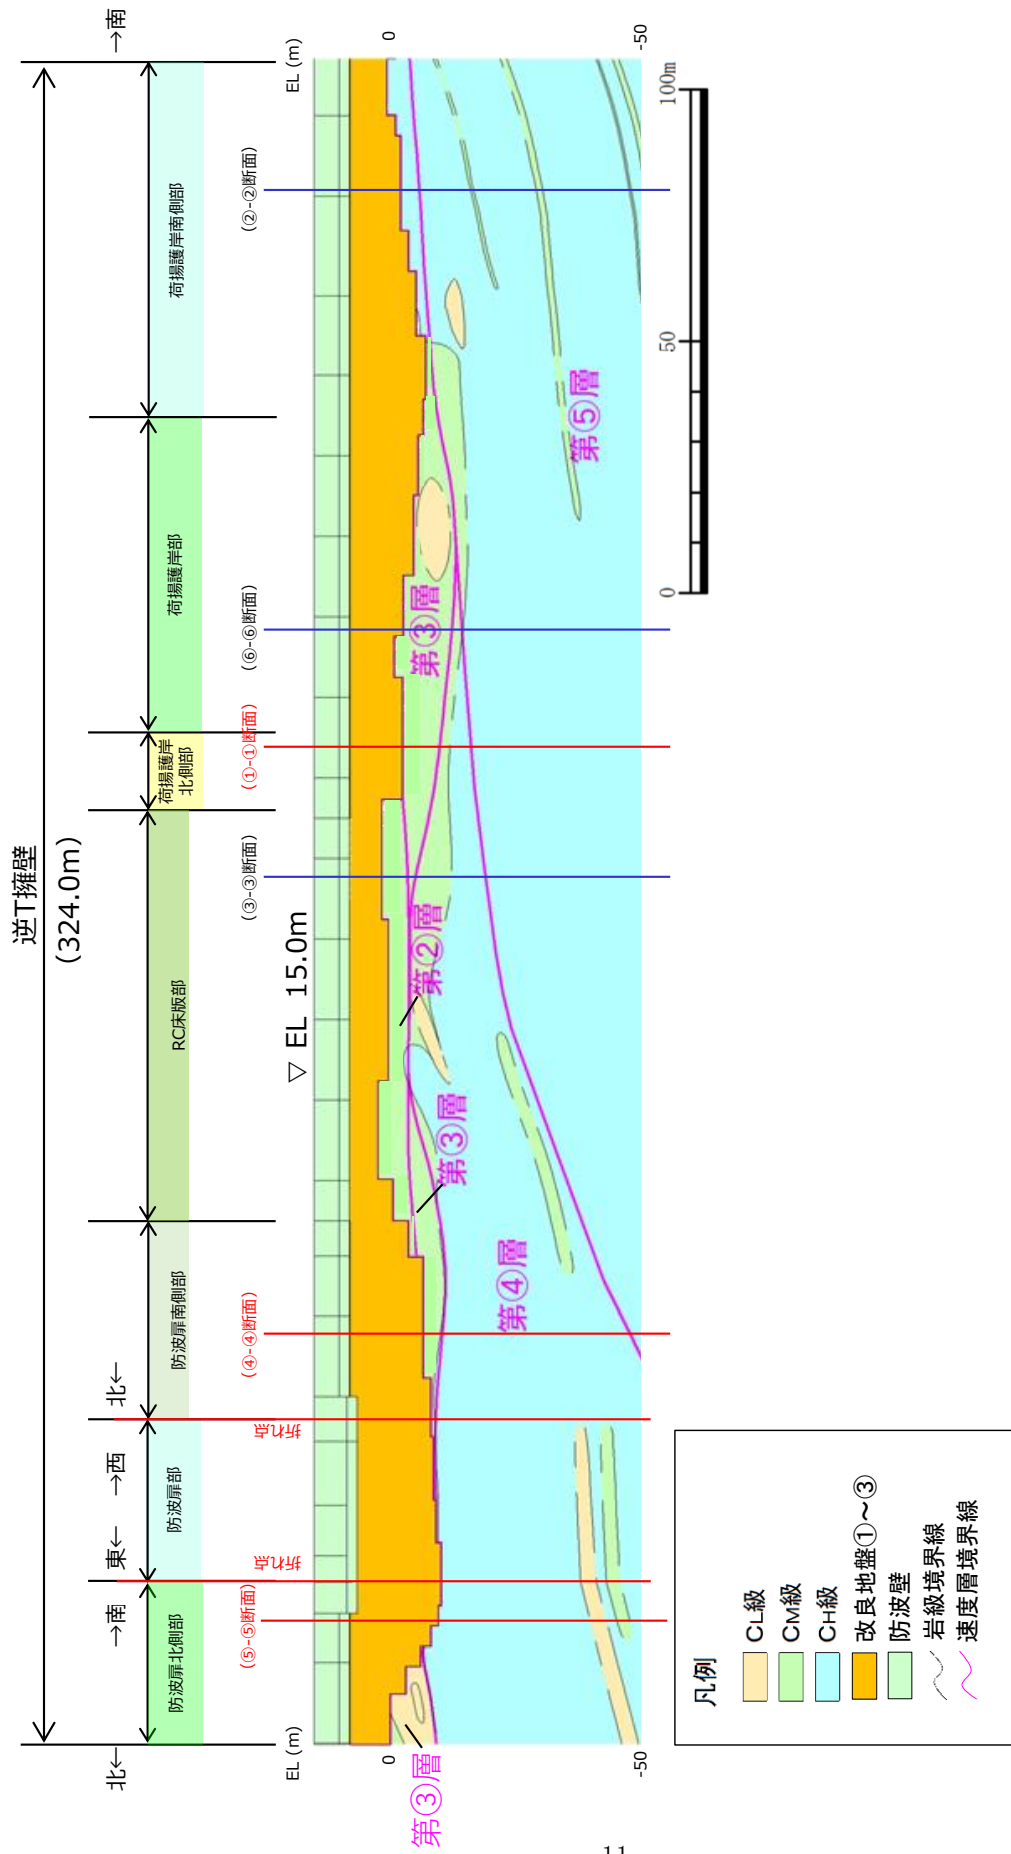 逆T擁壁
(324.0m)
北←
→南
東←
→西
北←
→南
防波扉北側部
防波扉部
防波扉南側部
RC床版部
荷揚護岸
北側部
荷揚護岸部
荷揚護岸南側部
(⑤-⑤断面)
折れ点
折れ点
(④-④断面)
(③-③断面)
(①-①断面)
(⑥-⑥断面)
(②-②断面)
EL(m)
▽ EL 15.0m
EL(m)
0
-50
0
-50
第③層
第④層
第③層
第②層
第③層
第⑤層
0
50
100m
凡例
CL級
CM級
CH級
改良地盤①～③
防波壁
岩級境界線
速度層境界線